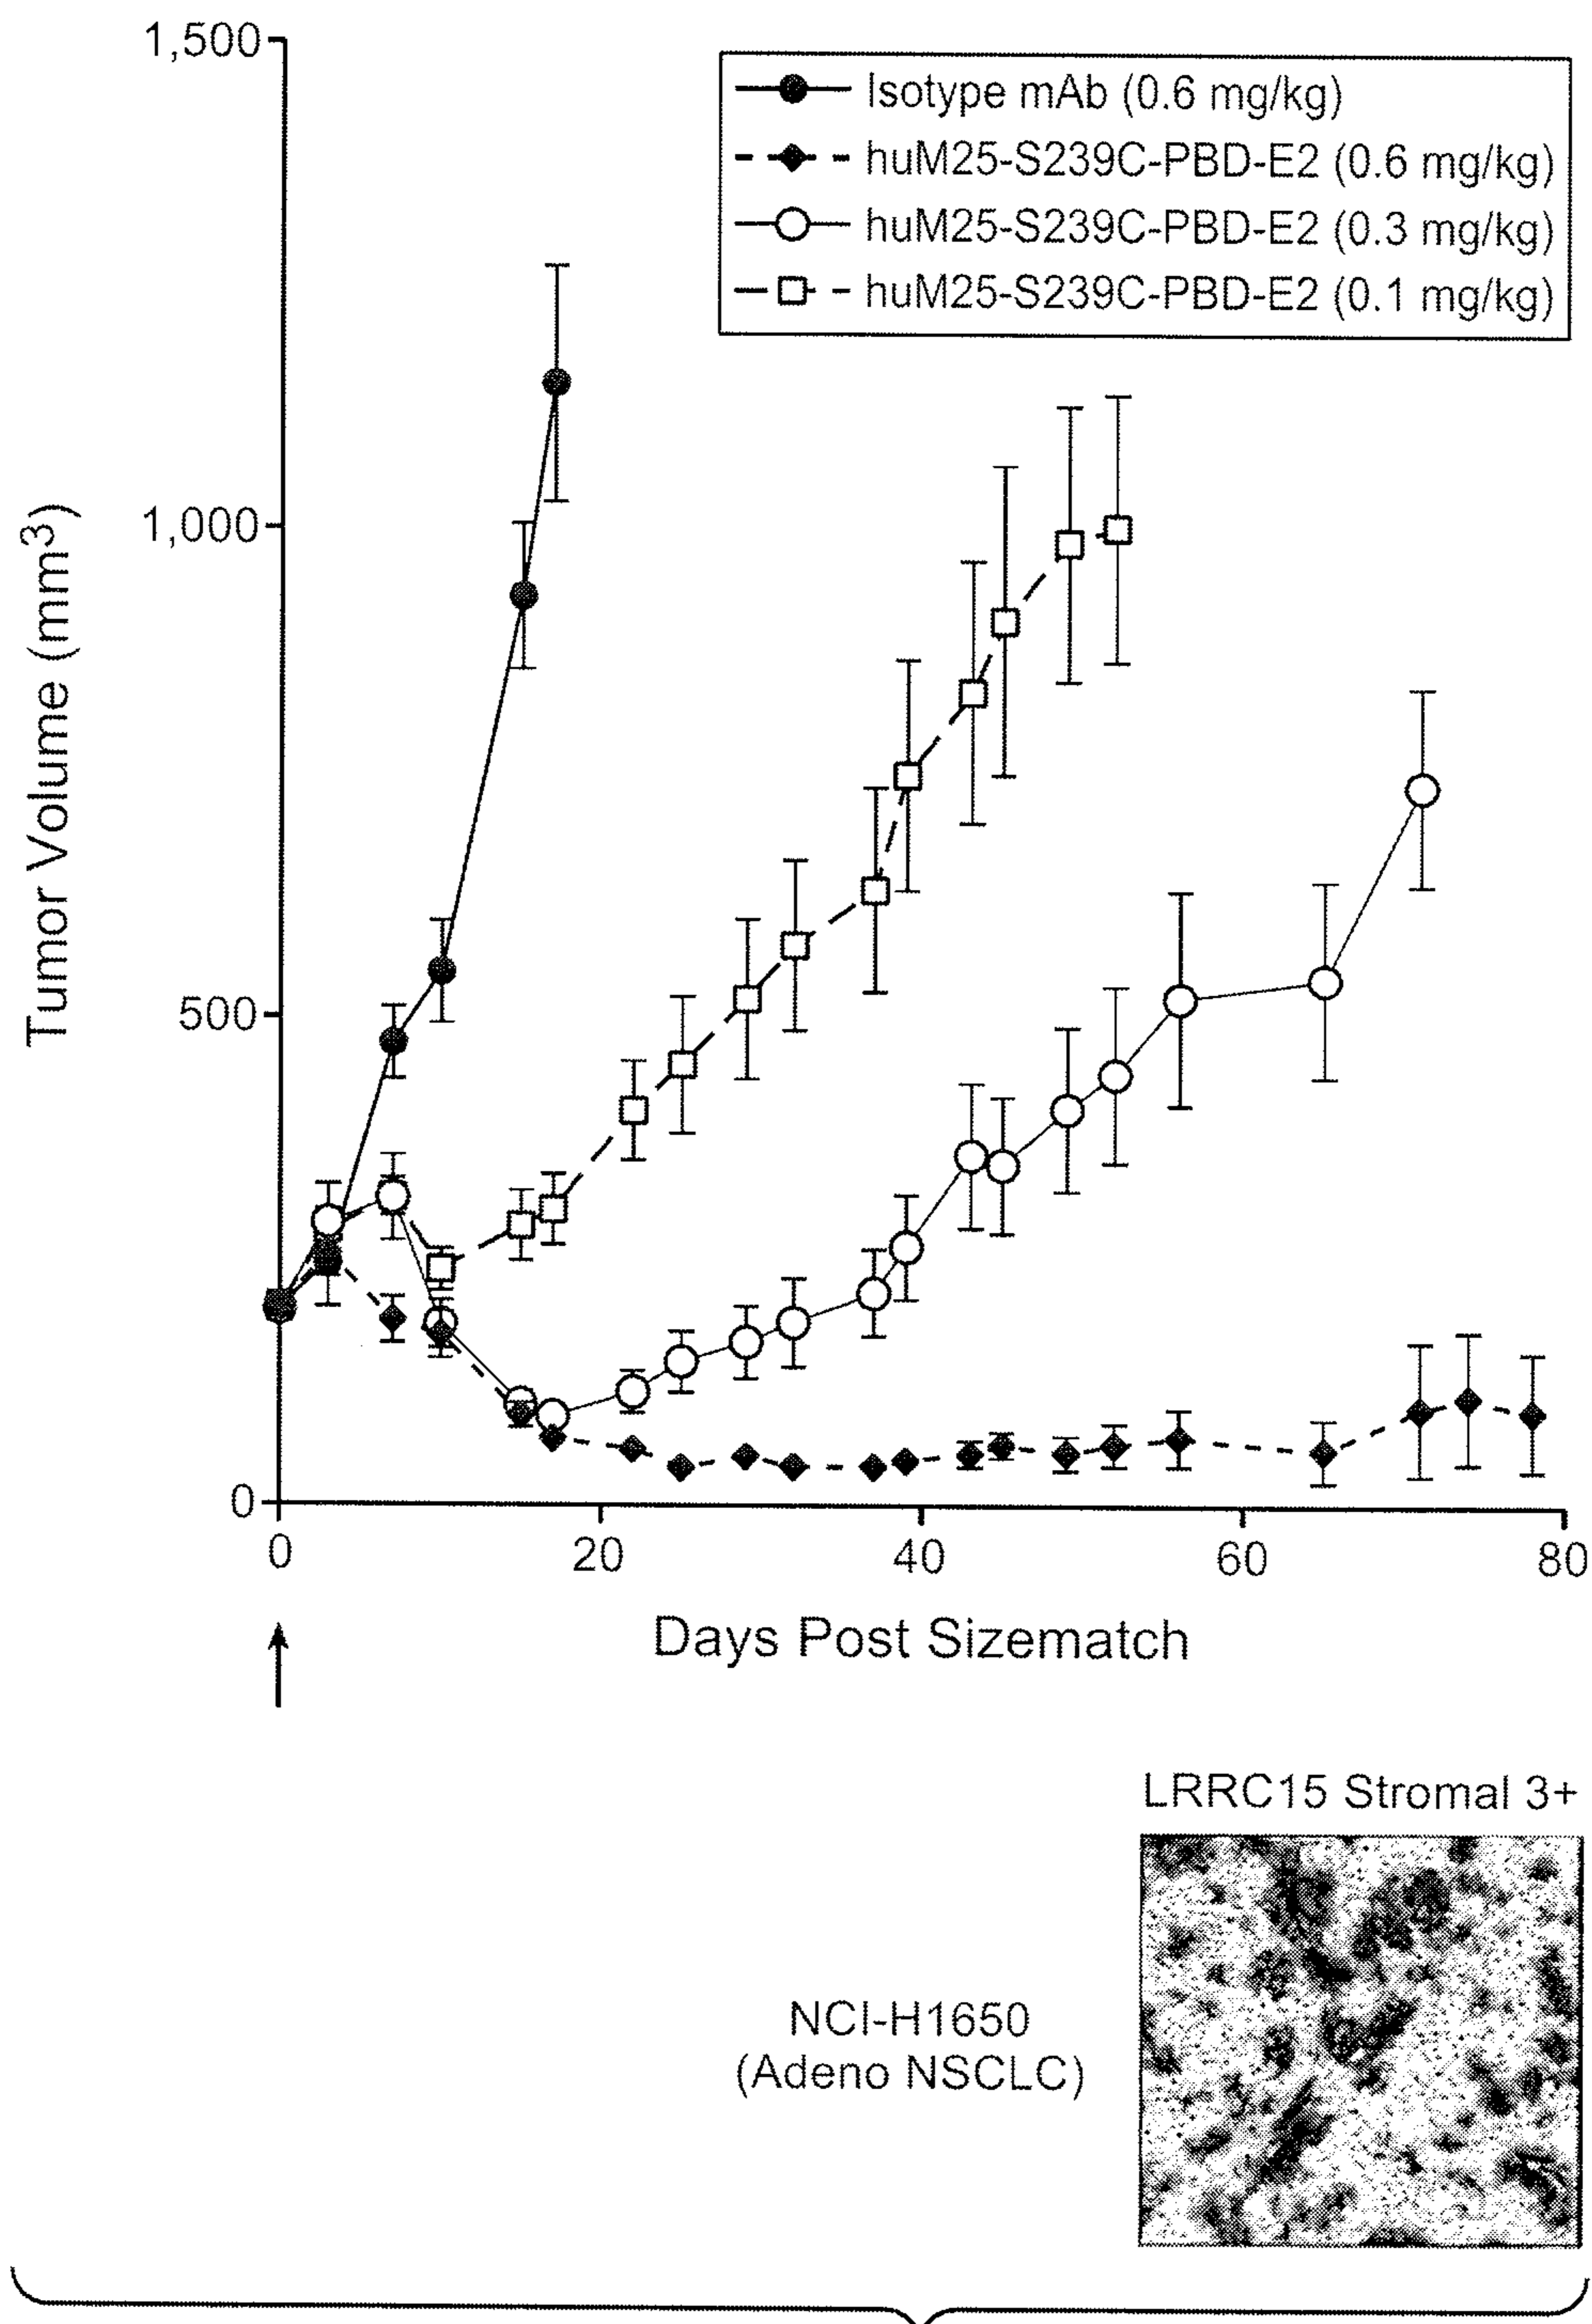 1,500
1,000
500
0
Tumor Volume (mm3)
Isotype mAb (0.6 mg/kg)
huM25-S239C-PBD-E2 (0.6 mg/kg)
huM25-S239C-PBD-E2 (0.3 mg/kg)
huM25-S239C-PBD-E2 (0.1 mg/kg)
0 20 40 60 80
Days Post Sizematch
LRRC15 Stromal 3+
NCI-H1650
(Adeno NSCLC)